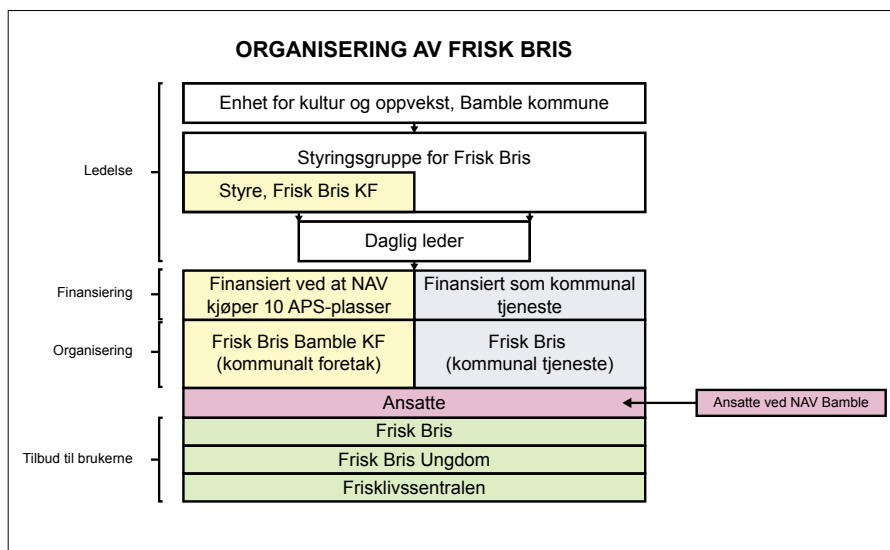 ORGANISERING AV FRISK BRIS
Ledelse
Enhet for kultur og oppvekst, Bamble kommune
Styringsgruppe for Frisk Bris
Styre, Frisk Bris KF
Daglig leder
Finansiering
Finansiert ved at NAV
kjøper 10 APS-plasser
Finansiert som kommunal
tjeneste
Organisering
Frisk Bris Bamble KF
(kommunalt foretak)
Frisk Bris
(kommunal tjeneste)
Ansatte
Ansatte ved NAV Bamble
Tilbud til brukerne
Frisk Bris
Frisk Bris Ungdom
Frisklivssentralen